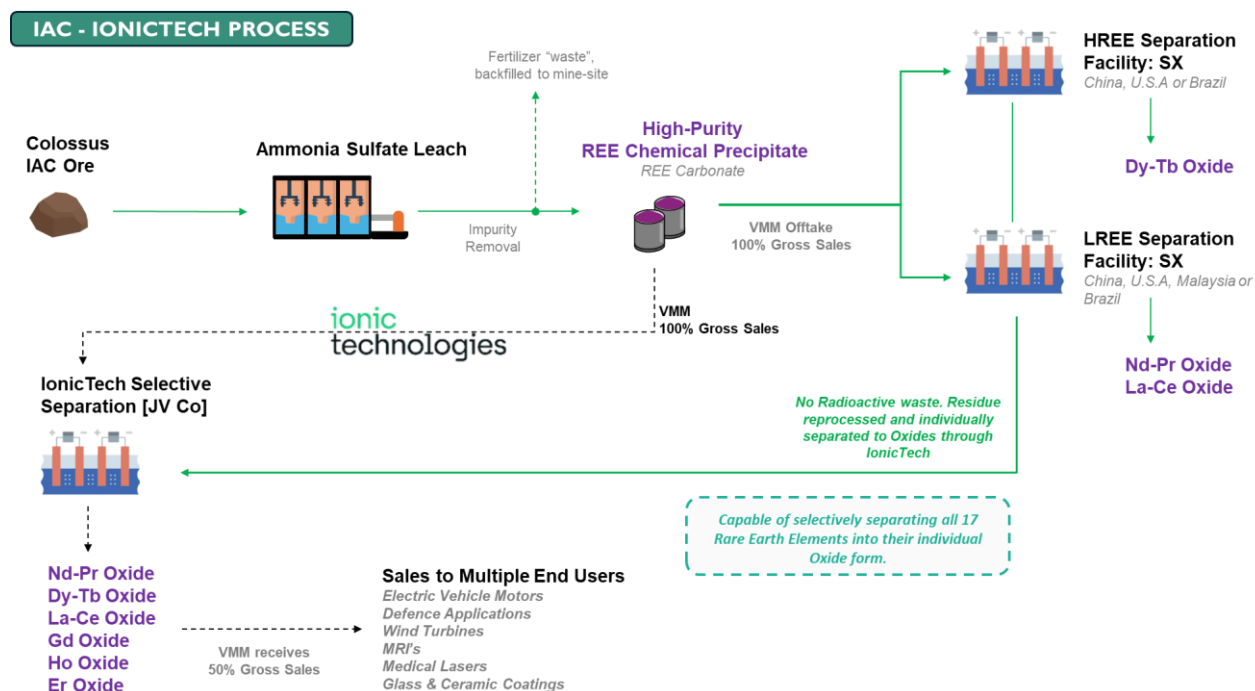 IAC - IONICTECH PROCESS
Fertilizer “waste”,
backfilled to mine-site
Colossus
IAC Ore
Ammonia Sulfate Leach
Impurity
Removal
High-Purity
REE Chemical Precipitate
REE Carbonate
VMM Offtake
100% Gross Sales
HREE Separation
Facility: SX
China, U.S.A or Brazil
Dy-Tb Oxide
LREE Separation
Facility: SX
China, U.S.A, Malaysia or
Brazil
Nd-Pr Oxide
La-Ce Oxide
VMM
100% Gross Sales
ionic
technologies
IonicTech Selective
Separation [JV Co]
No Radioactive waste. Residue
reprocessed and individually
separated to Oxides through
IonicTech
Capable of selectively separating all 17
Rare Earth Elements into their individual
Oxide form.
Nd-Pr Oxide
Dy-Tb Oxide
La-Ce Oxide
Gd Oxide
Ho Oxide
Er Oxide
VMM receives
50% Gross Sales
Sales to Multiple End Users
Electric Vehicle Motors
Defence Applications
Wind Turbines
MRI's
Medical Lasers
Glass & Ceramic Coatings